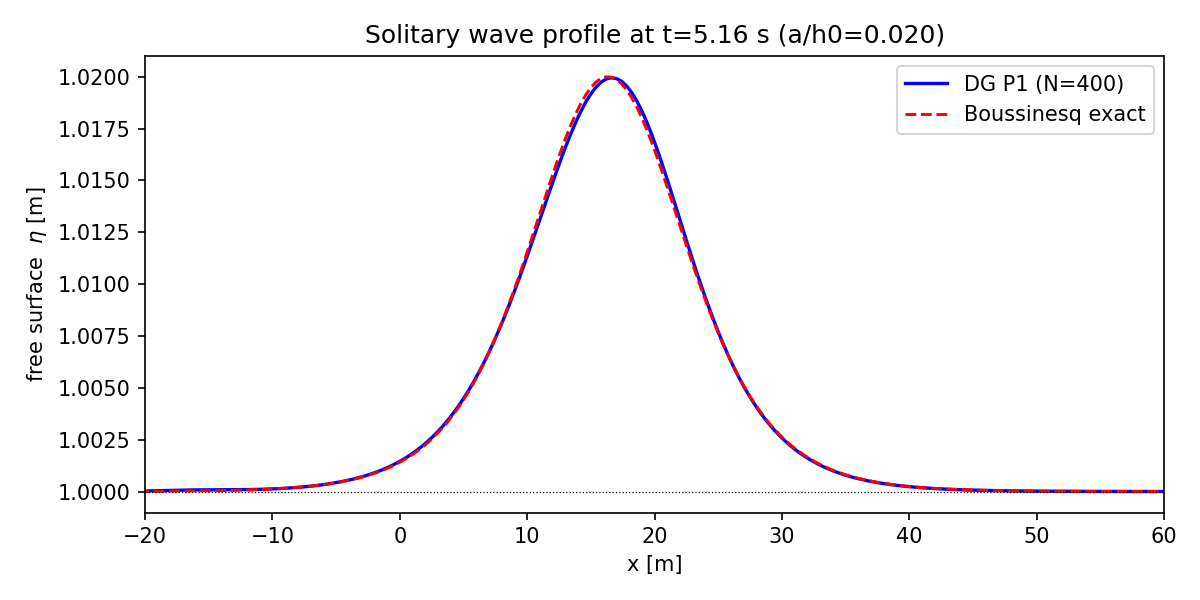 Solitary wave profile at t=5.16 s (a/h0=0.020)
DG P1 (N=400)
Boussinesq exact
free surface η [m]
1.0200
1.0175
1.0150
1.0125
1.0100
1.0075
1.0050
1.0025
1.0000
−20 −10 0 10 20 30 40 50 60
x [m]